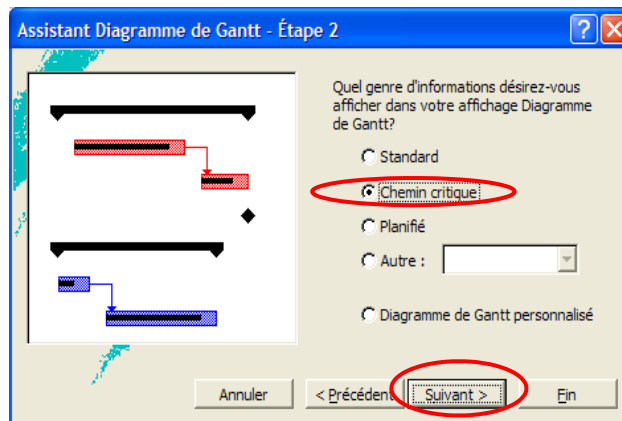 Assistant Diagramme de Gantt - Étape 2
Quel genre d'informations désirez-vous
afficher dans votre affichage Diagramme
de Gantt?
Standard
Chemin critique
Planifié
Autre :
Diagramme de Gantt personnalisé
Annuler
< Précédent
Suivant >
Fin